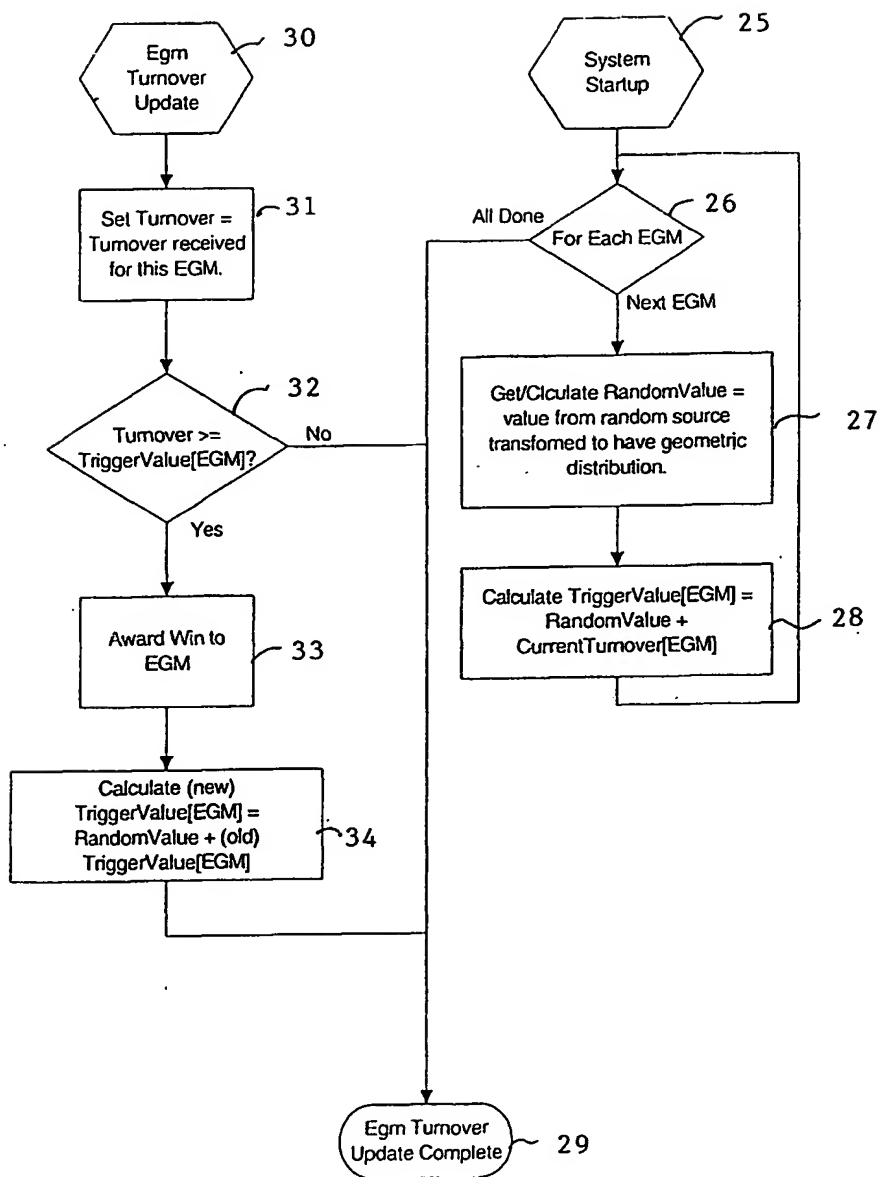 Egm
Turnover
Update
30
Set Turnover =
Turnover received
for this EGM.
31
Turnover >=
TriggerValue[EGM]?
32
No
Yes
Award Win to
EGM
33
Calculate (new)
TriggerValue[EGM] =
RandomValue + (old)
TriggerValue[EGM]
34
System
Startup
25
For Each EGM
26
All Done
Next EGM
Get/Clculate RandomValue =
value from random source
transfomed to have geometric
distribution.
27
Calculate TriggerValue[EGM] =
RandomValue +
CurrentTurnover[EGM]
28
Egm Turnover
Update Complete
29